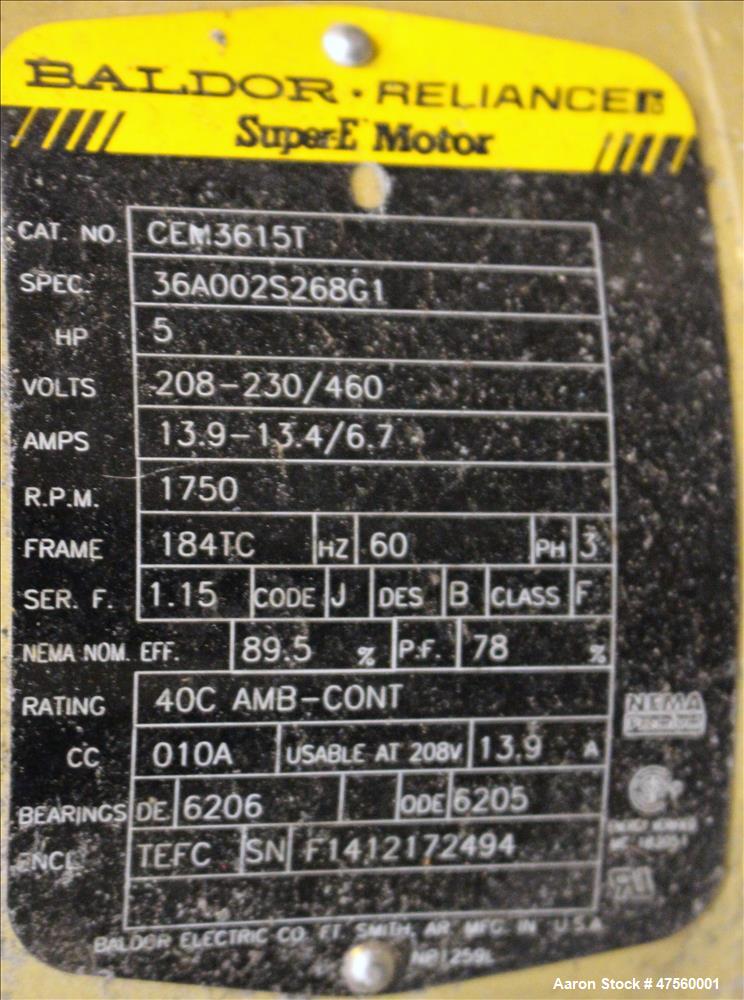 BALDOR · RELIANCE
Super-E Motor
CAT. NO. CEM3615T
SPEC. 36A002S268G1
HP 5
VOLTS 208-230/460
AMPS 13.9-13.4/6.7
R.P.M. 1750
FRAME 184TC HZ 60 PH 3
SER. F. 1.15 CODE J DES B CLASS F
NEMA NOM. EFF. 89.5 % P.F. 78 %
RATING 40C AMB-CONT
NEMA
CC 010A USABLE AT 208V 13.9 A
BEARINGS DE 6206 ODE 6205
ENCL TEFC SN F1412172494
BALDOR ELECTRIC CO. FT. SMITH, AR. MFG. IN U.S.A.
NP1259L
Aaron Stock # 47560001